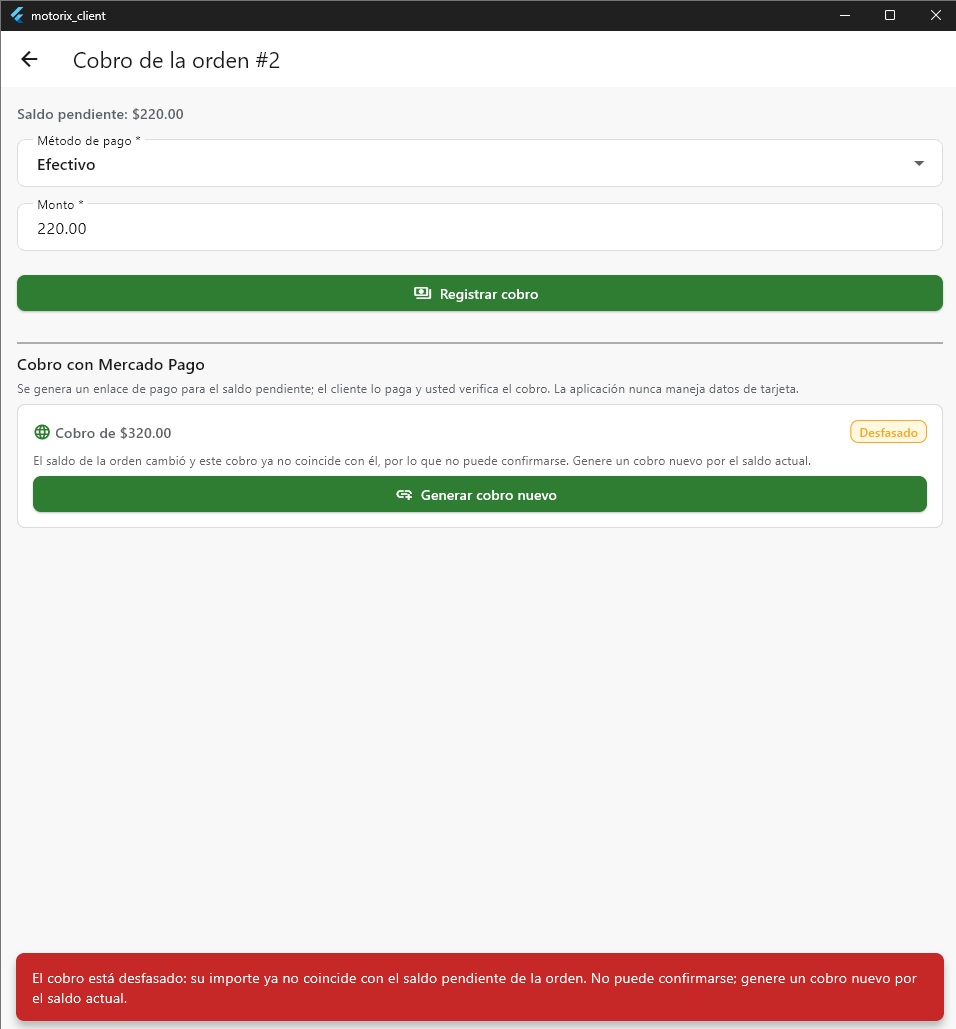 motorix_client
Cobro de la orden #2
Saldo pendiente: $220.00
Método de pago *
Efectivo
Monto *
220.00
Registrar cobro
Cobro con Mercado Pago
Se genera un enlace de pago para el saldo pendiente; el cliente lo paga y usted verifica el cobro. La aplicación nunca maneja datos de tarjeta.
Cobro de $320.00
Desfasado
El saldo de la orden cambió y este cobro ya no coincide con él, por lo que no puede confirmarse. Genere un cobro nuevo por el saldo actual.
Generar cobro nuevo
El cobro está desfasado: su importe ya no coincide con el saldo pendiente de la orden. No puede confirmarse; genere un cobro nuevo por
el saldo actual.